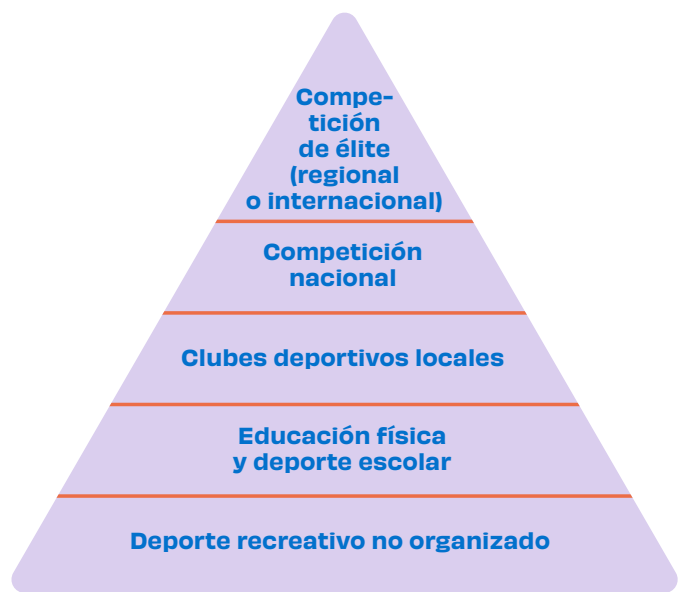 Compe-
tición
de élite
(regional
o internacional)
Competición
nacional
Clubes deportivos locales
Educación física
y deporte escolar
Deporte recreativo no organizado